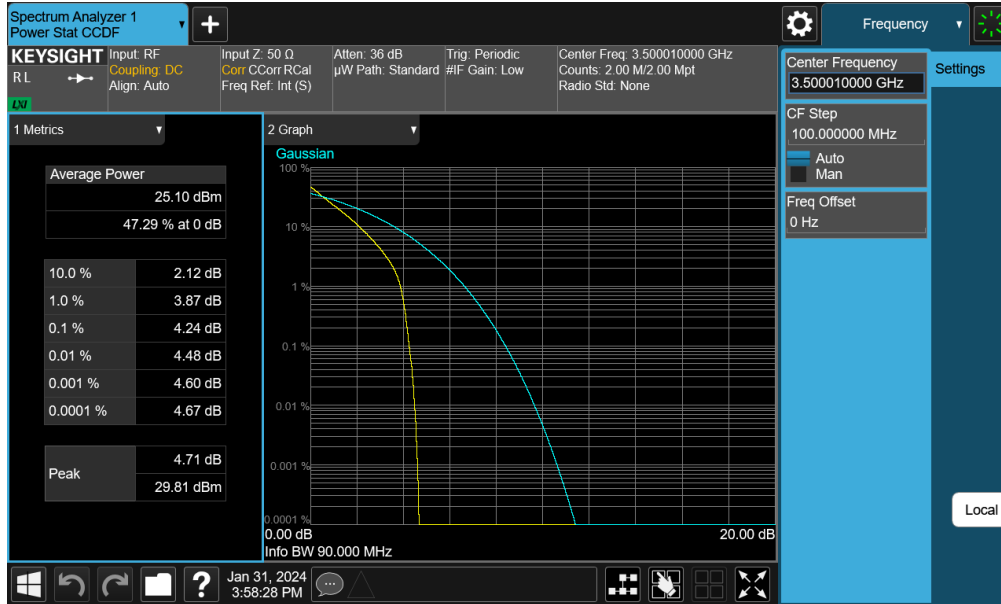 Spectrum Analyzer 1
Power Stat CCDF
+
Frequency
KEYSIGHT
RL
LXI
Input: RF
Coupling: DC
Align: Auto
Input Z: 50 Ω
Corr CCorr RCal
Freq Ref: Int (S)
Atten: 36 dB
µW Path: Standard
Trig: Periodic
#IF Gain: Low
Center Freq: 3.500010000 GHz
Counts: 2.00 M/2.00 Mpt
Radio Std: None
1 Metrics
Average Power
25.10 dBm
47.29 % at 0 dB
10.0 % 2.12 dB
1.0 % 3.87 dB
0.1 % 4.24 dB
0.01 % 4.48 dB
0.001 % 4.60 dB
0.0001 % 4.67 dB
Peak
4.71 dB
29.81 dBm
2 Graph
Gaussian
100 %
10 %
1 %
0.1 %
0.01 %
0.001 %
0.0001 %
0.00 dB 20.00 dB
Info BW 90.000 MHz
Center Frequency
3.500010000 GHz
CF Step
100.000000 MHz
Auto
Man
Freq Offset
0 Hz
Settings
Local
?
Jan 31, 2024
3:58:28 PM